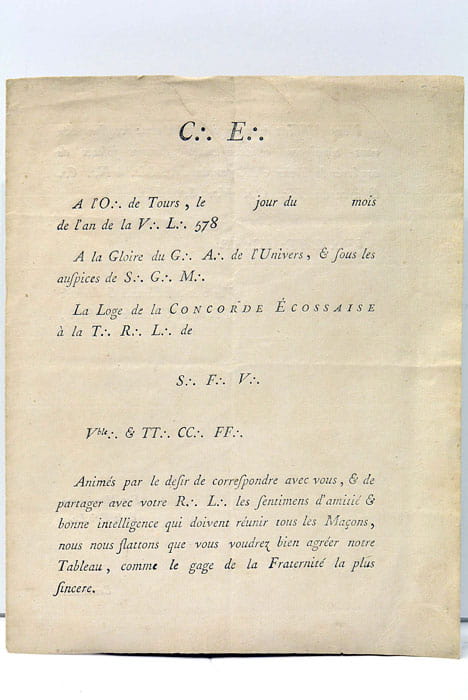 C∴ E∴
A l'O∴ de Tours, le jour du mois
de l'an de la V∴ L∴ 578
A la Gloire du G∴ A∴ de l'Univers, & ſous les
auſpices de S∴ G∴ M∴
La Loge de la CONCORDE ÉCOSSAISE
à la T∴ R∴ L∴ de
S∴ F∴ V∴
Vble∴ & TT∴ CC∴ FF∴
Animés par le deſir de correſpondre avec vous, & de
partager avec votre R∴ L∴ les ſentimens d'amitié &
bonne intelligence qui doivent réunir tous les Maçons,
nous nous flattons que vous voudrez bien agréer notre
Tableau, comme le gage de la Fraternité la plus
ſincere.